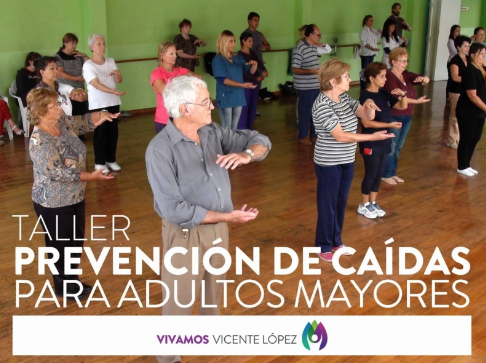 TALLER
PREVENCIÓN DE CAÍDAS
PARA ADULTOS MAYORES
VIVAMOS VICENTE LÓPEZ